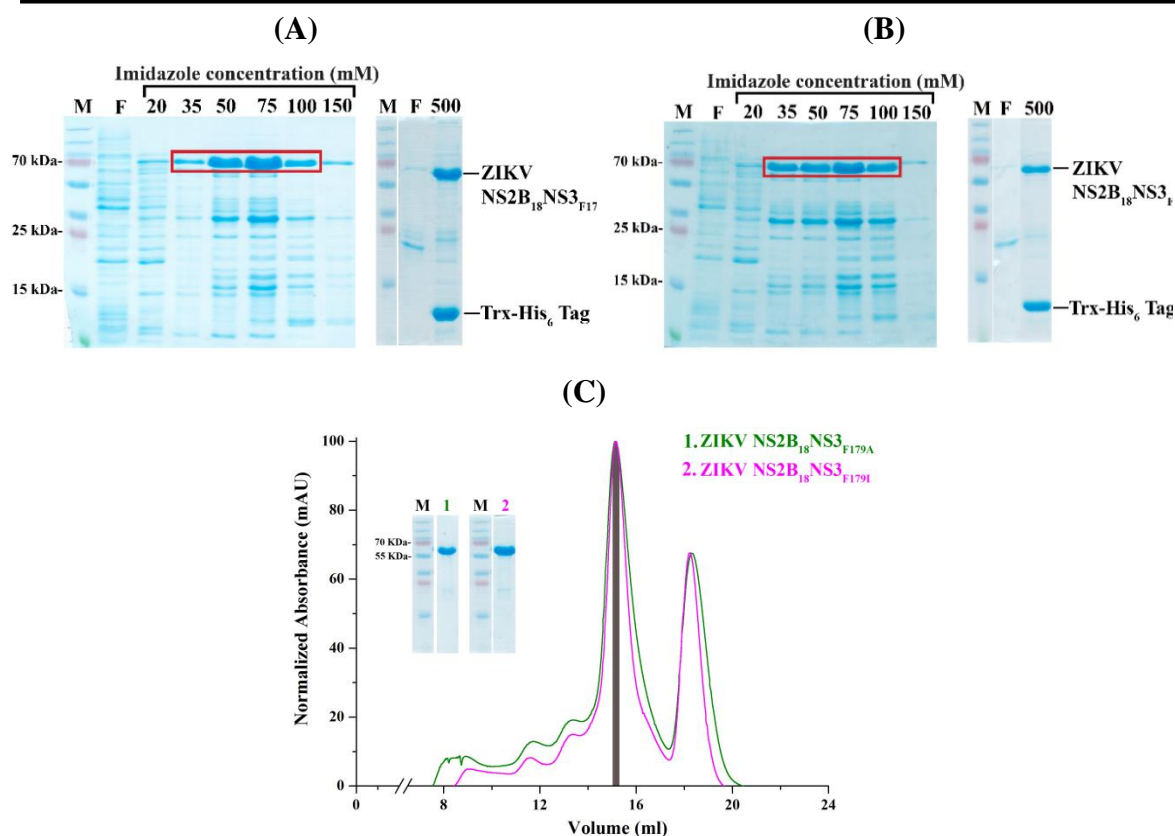 (A)
(B)
Imidazole concentration (mM)
M F 20 35 50 75 100 150
M F 500
70 kDa-
25 kDa-
15 kDa-
ZIKV
NS2B18NS3F17
Trx-His6 Tag
Imidazole concentration (mM)
M F 20 35 50 75 100 150
M F 500
70 kDa-
25 kDa-
15 kDa-
ZIKV
NS2B18NS3F
Trx-His6 Tag
(C)
1. ZIKV NS2B18NS3F179A
2. ZIKV NS2B18NS3F179I
M 1 M 2
70 KDa-
55 KDa-
Normalized Absorbance (mAU)
100
80
60
40
20
0
0 8 12 16 20 24
Volume (ml)